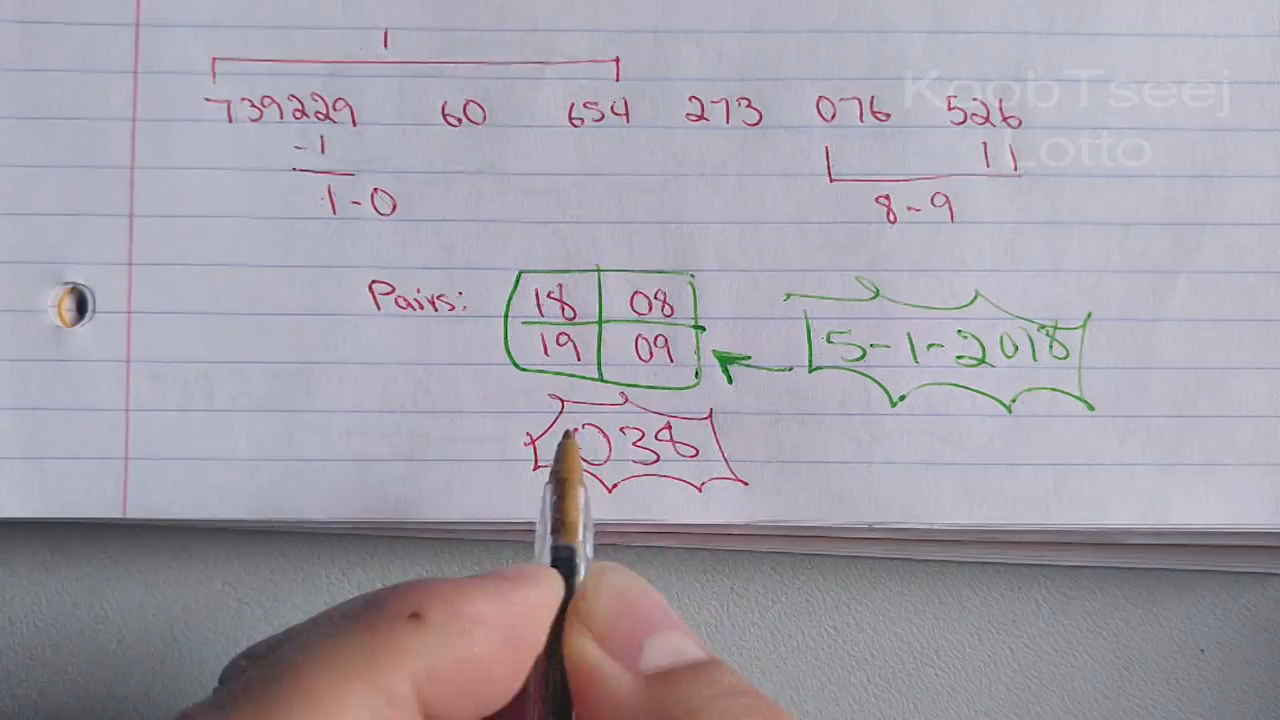 1
739229 60 654 273 076 526
-1 11
1-0 8-9
Pairs: 18 08
19 09
5-1-2018
038
KoobTseej
Lotto